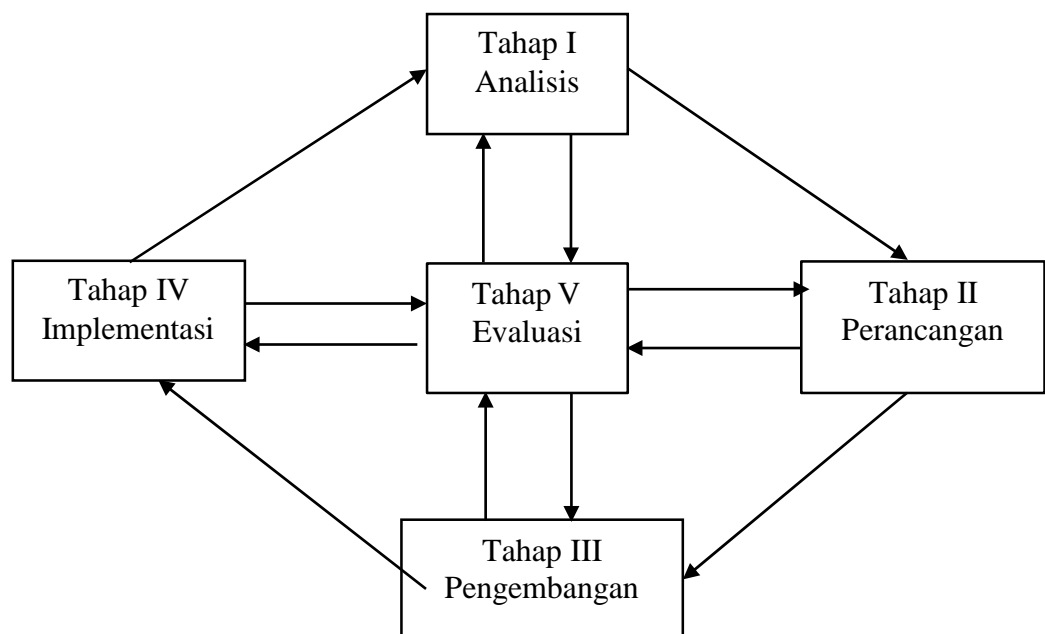 Tahap I
Analisis
Tahap IV
Implementasi
Tahap V
Evaluasi
Tahap II
Perancangan
Tahap III
Pengembangan